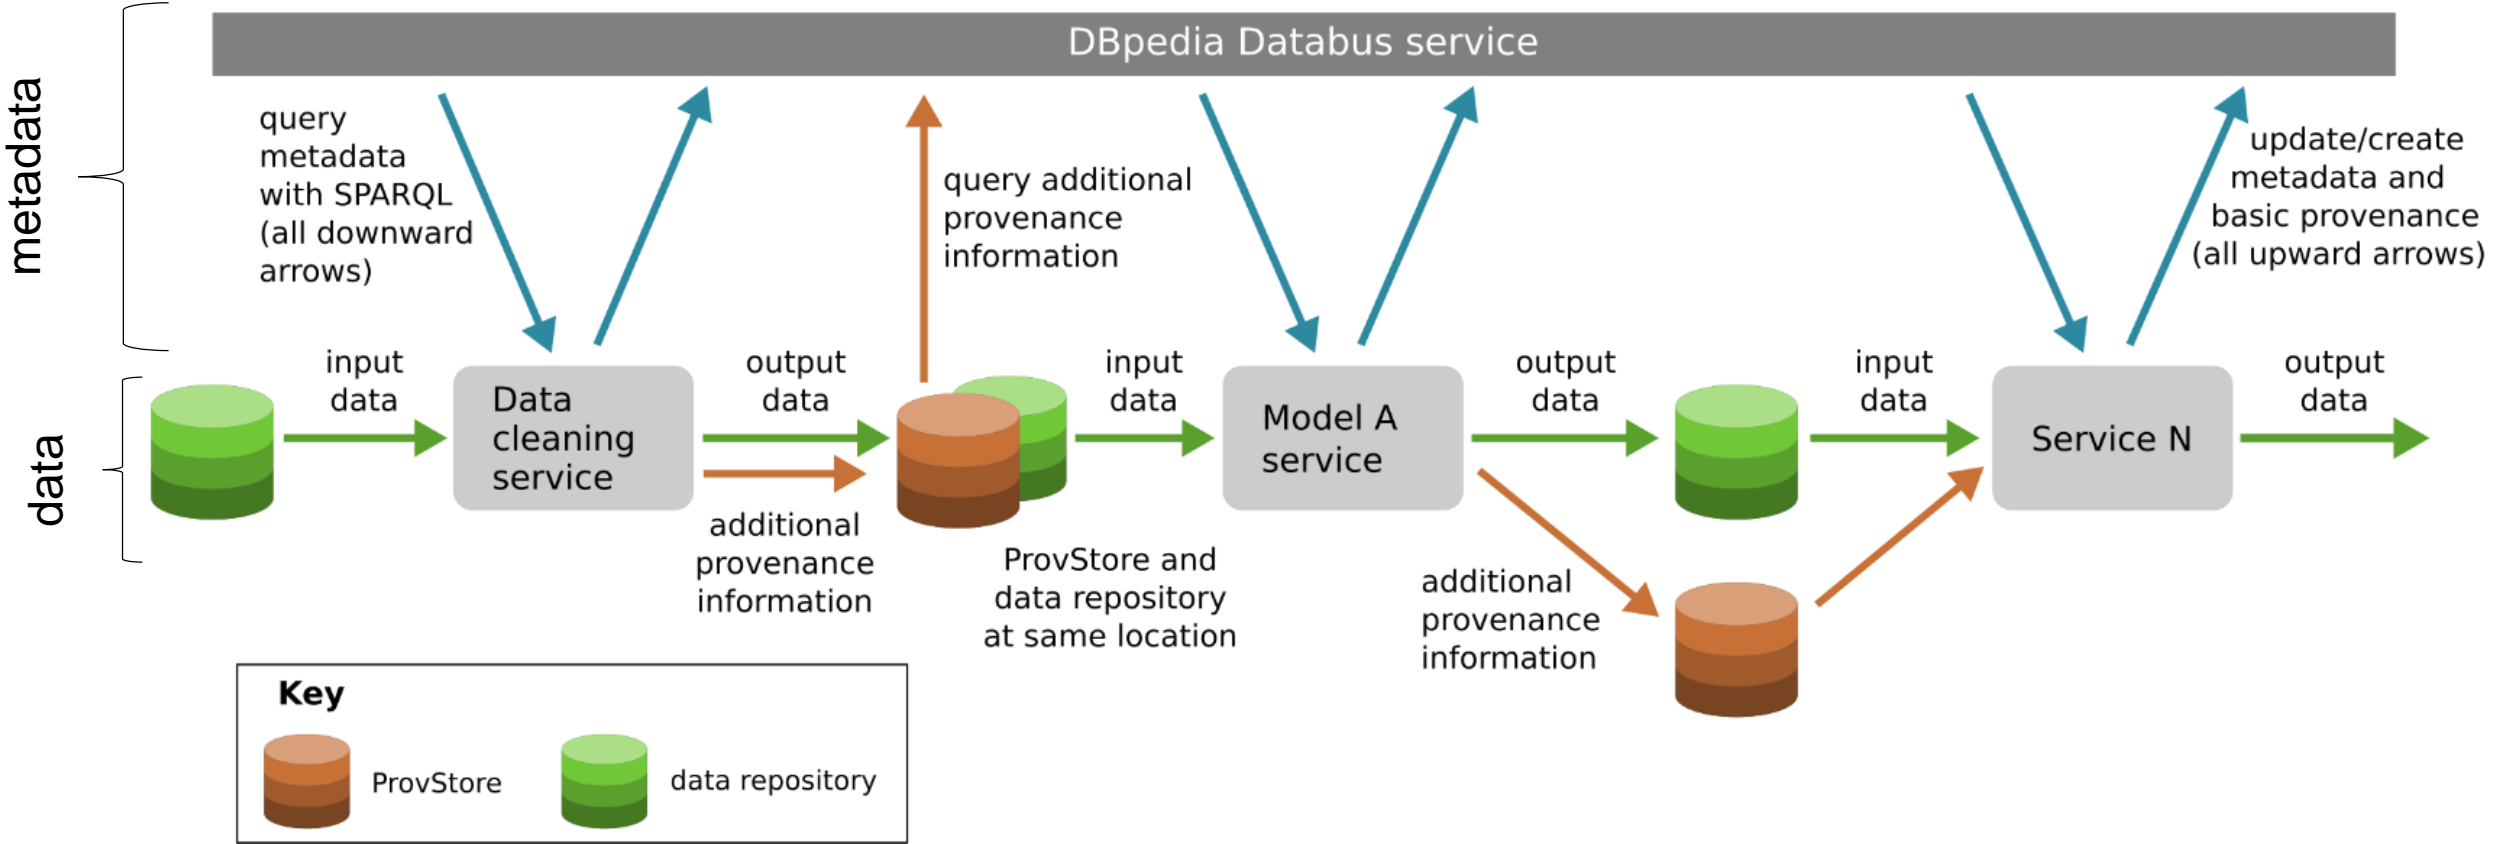 DBpedia Databus service
metadata
query
metadata
with SPARQL
(all downward
arrows)
query additional
provenance
information
update/create
metadata and
basic provenance
(all upward arrows)
data
input
data
Data
cleaning
service
output
data
additional
provenance
information
ProvStore and
data repository
at same location
input
data
Model A
service
output
data
additional
provenance
information
input
data
Service N
output
data
Key
ProvStore
data repository